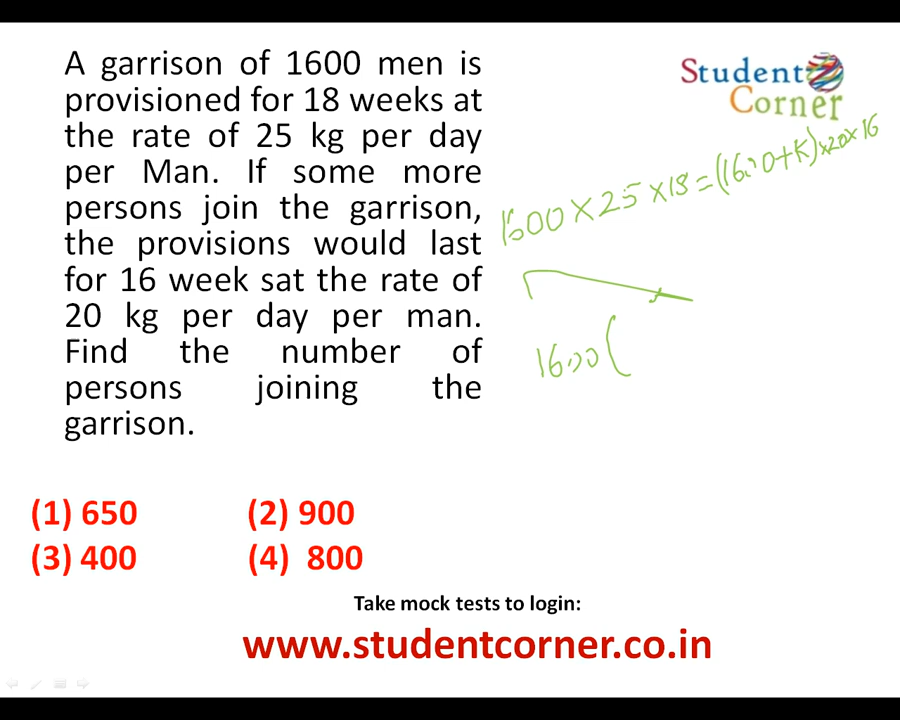 A garrison of 1600 men is
provisioned for 18 weeks at
the rate of 25 kg per day
per Man. If some more
persons join the garrison,
the provisions would last
for 16 week sat the rate of
20 kg per day per man.
Find the number of
persons joining the
garrison.
Student
Corner
1600×25×18=(1600+K)×20×16
1600(
(1) 650 (2) 900
(3) 400 (4) 800
Take mock tests to login:
www.studentcorner.co.in